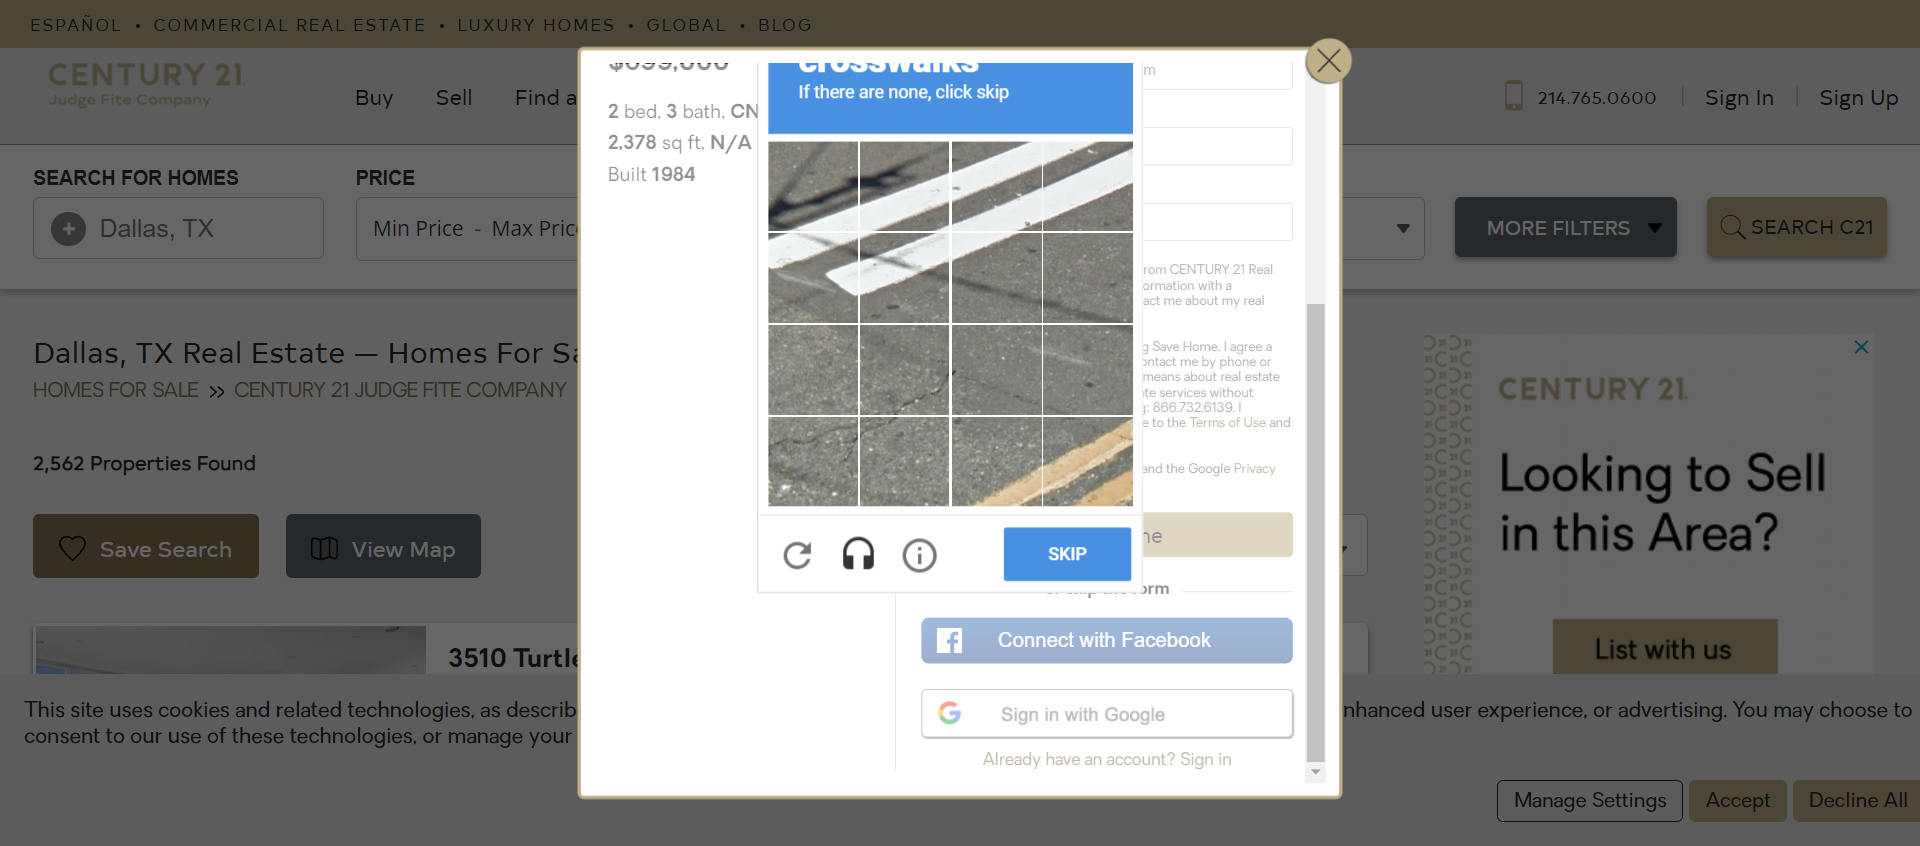 ESPAÑOL • COMMERCIAL REAL ESTATE • LUXURY HOMES • GLOBAL • BLOG
CENTURY 21.
Judge Fite Company
Buy
Sell
Find a
214.765.0600
Sign In
Sign Up
SEARCH FOR HOMES
Dallas, TX
PRICE
Min Price - Max Pric
MORE FILTERS
SEARCH C21
Dallas, TX Real Estate — Homes For Sa
HOMES FOR SALE » CENTURY 21 JUDGE FITE COMPANY
2,562 Properties Found
Save Search
View Map
3510 Turtle
$699,000
2 bed, 3 bath, CN
2,378 sq ft, N/A
Built 1984
crosswalks
If there are none, click skip
SKIP
m
rom CENTURY 21 Real
ormation with a
act me about my real
g Save Home, I agree a
ontact me by phone or
means about real estate
te services without
g: 866.732.6139. I
e to the Terms of Use and
and the Google Privacy
ne
or skip the form
Connect with Facebook
Sign in with Google
Already have an account? Sign in
CENTURY 21.
Looking to Sell
in this Area?
List with us
This site uses cookies and related technologies, as describe
nhanced user experience, or advertising. You may choose to
consent to our use of these technologies, or manage your
Manage Settings
Accept
Decline All